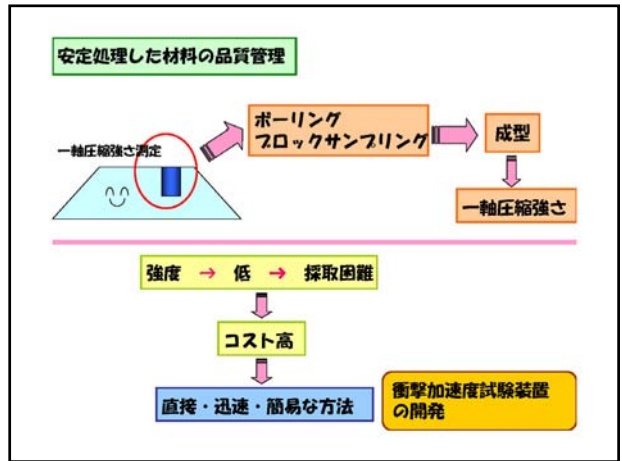 安定処理した材料の品質管理
ボーリング
ブロックサンプリング
成型
一軸圧縮強さ測定
一軸圧縮強さ
強度 → 低 → 採取困難
コスト高
直接・迅速・簡易な方法
衝撃加速度試験装置
の開発